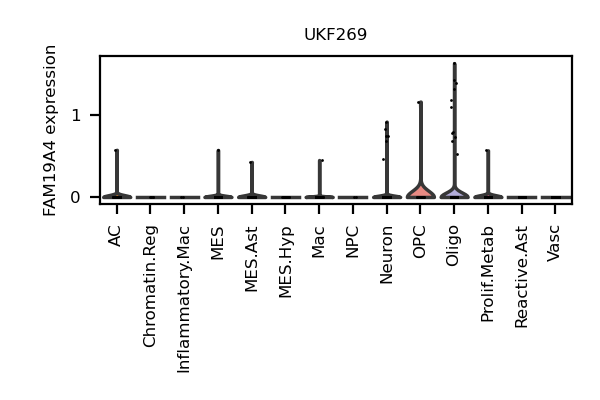 UKF269
FAM19A4 expression
1
0
AC
Chromatin.Reg
Inflammatory.Mac
MES
MES.Ast
MES.Hyp
Mac
NPC
Neuron
OPC
Oligo
Prolif.Metab
Reactive.Ast
Vasc